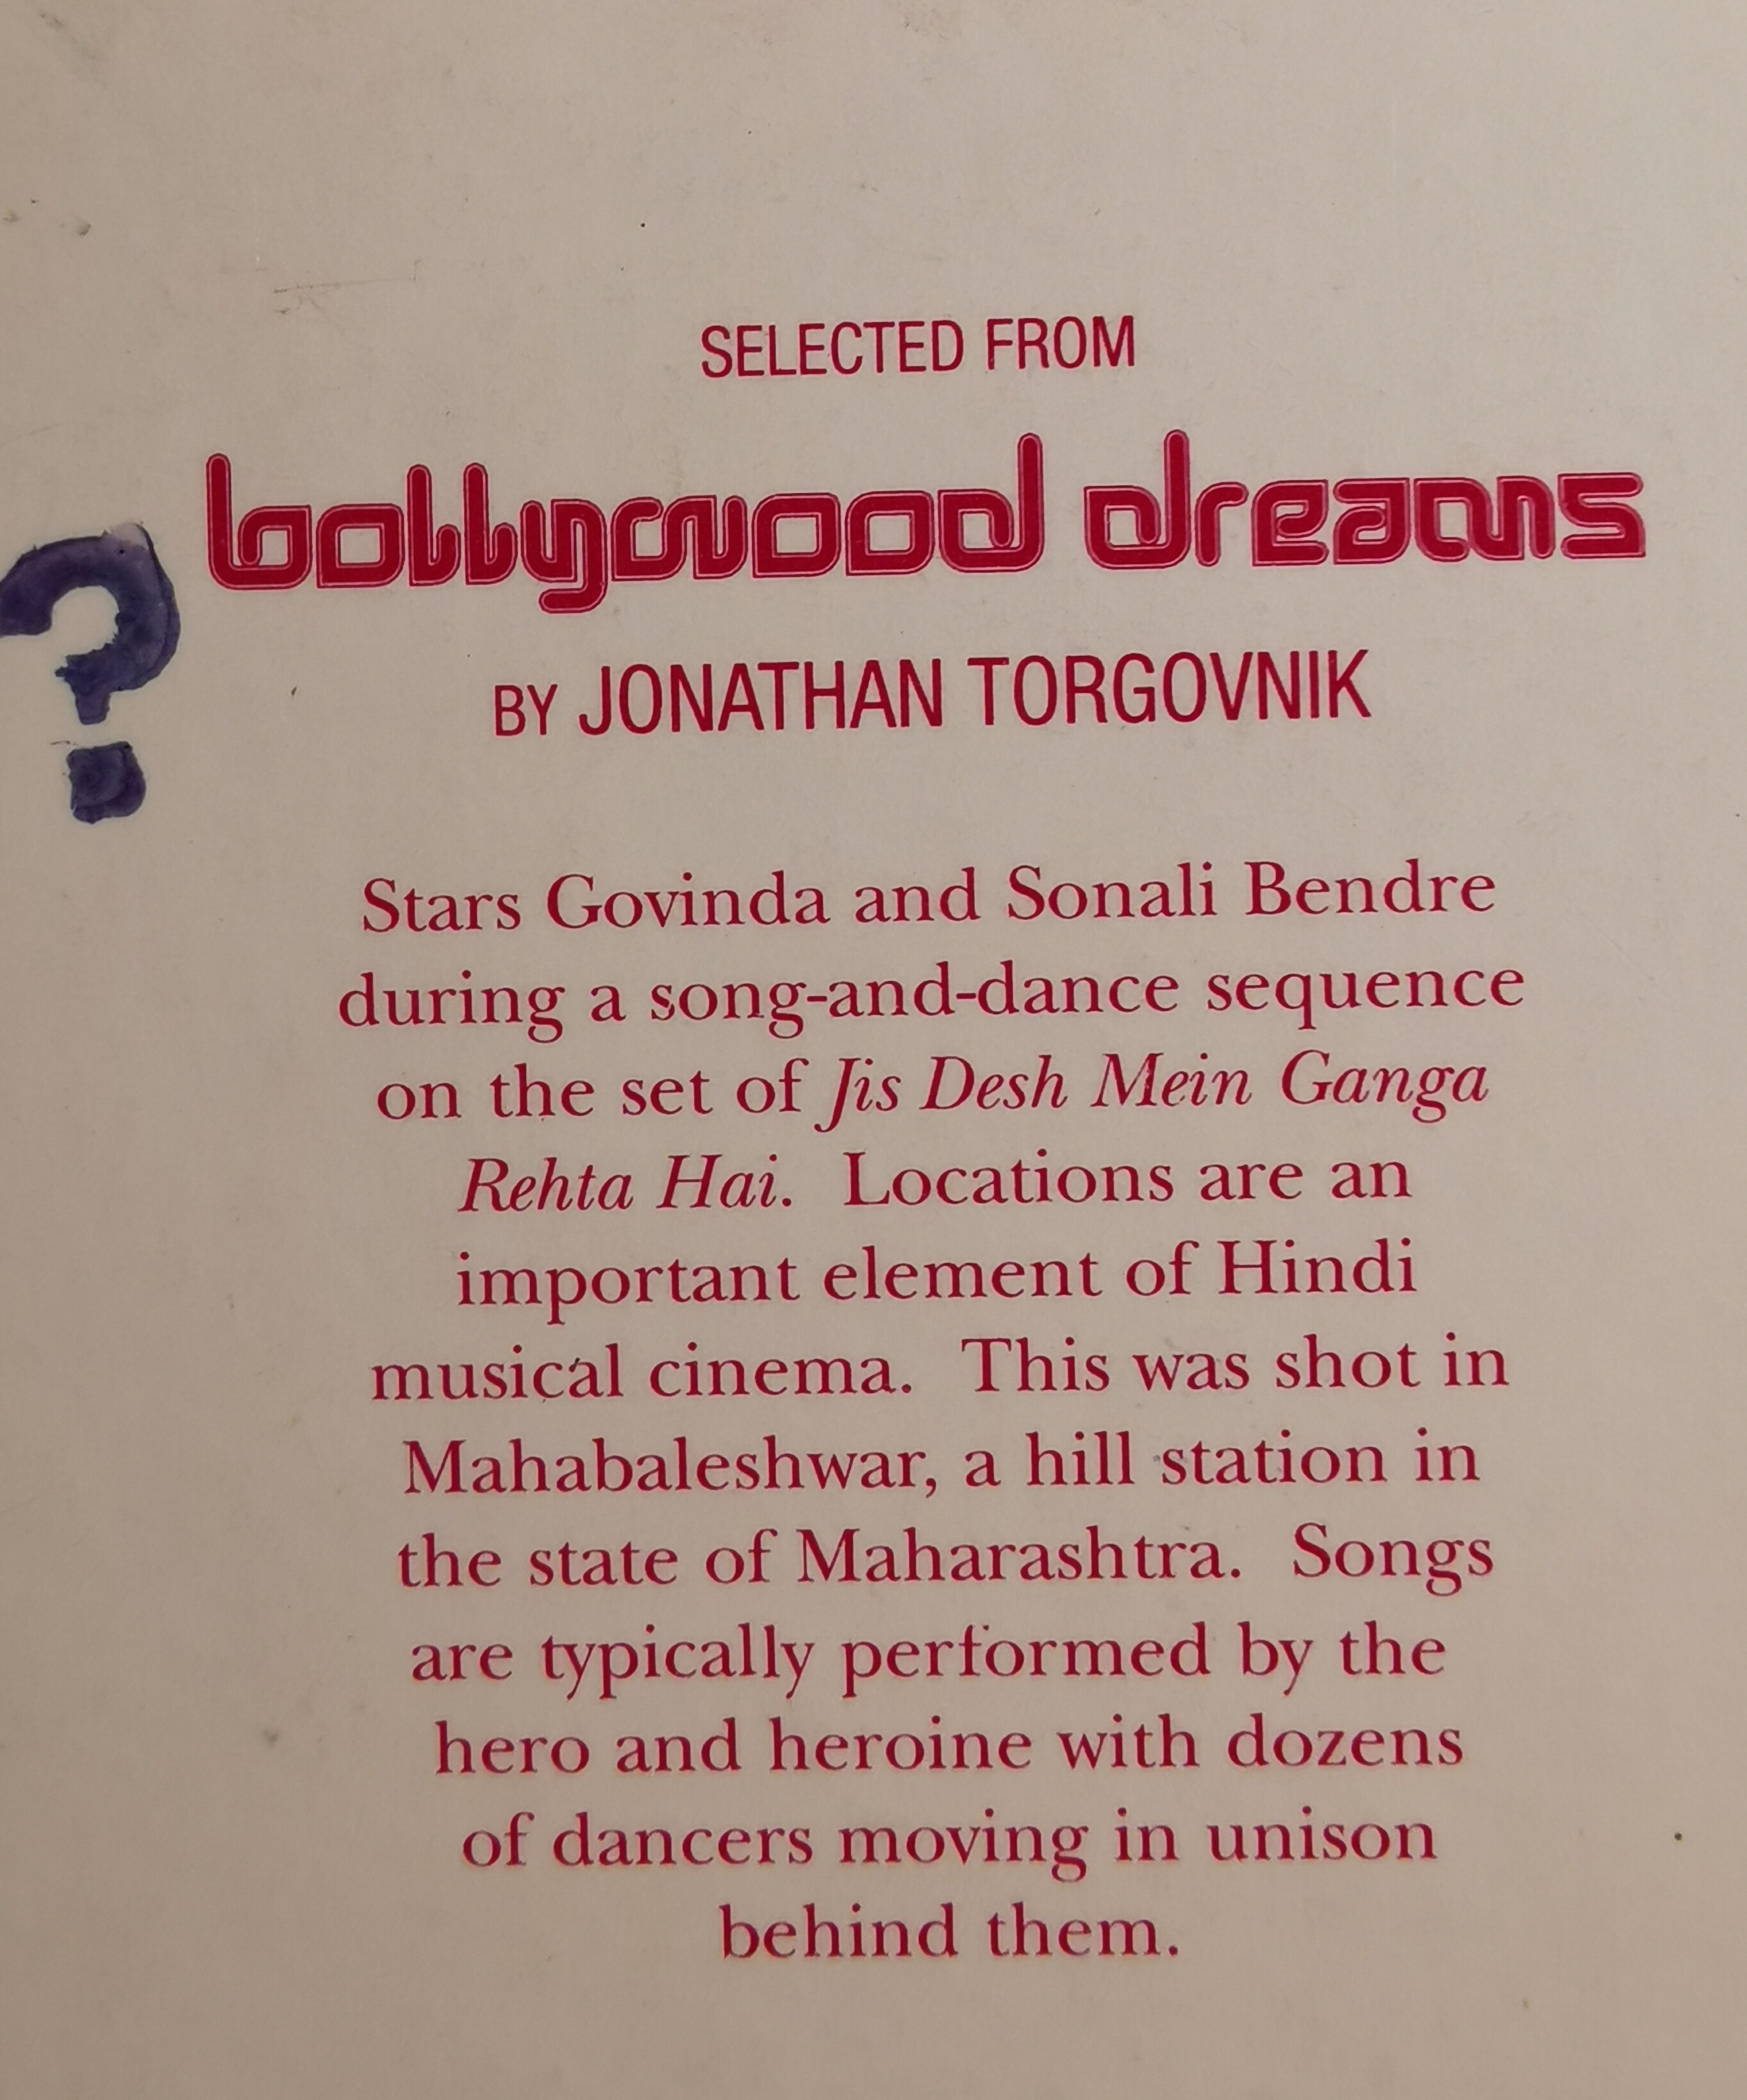 SELECTED FROM
bollywood dreams
BY JONATHAN TORGOVNIK
?
Stars Govinda and Sonali Bendre
during a song-and-dance sequence
on the set of Jis Desh Mein Ganga
Rehta Hai. Locations are an
important element of Hindi
musical cinema. This was shot in
Mahabaleshwar, a hill station in
the state of Maharashtra. Songs
are typically performed by the
hero and heroine with dozens
of dancers moving in unison
behind them.